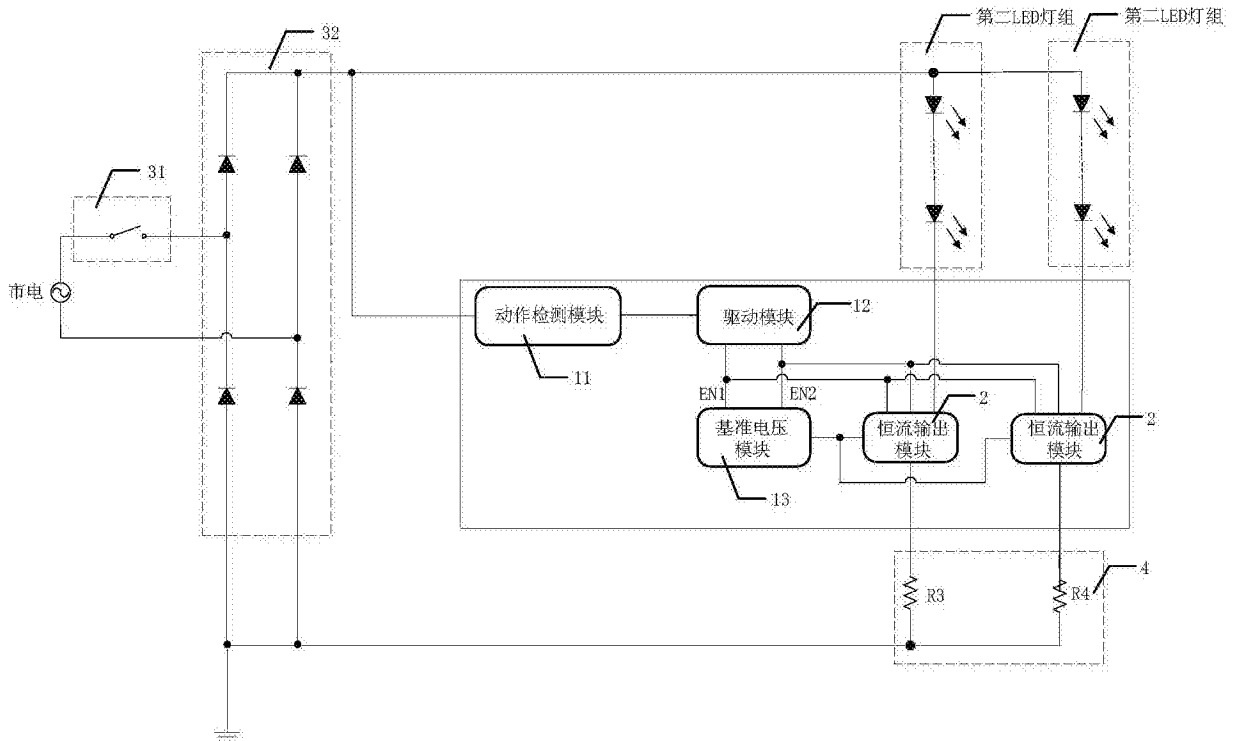 第二LED灯组
第二LED灯组
32
31
市电
动作检测模块
驱动模块
12
11
EN1
EN2
2
2
基准电压
模块
恒流输出
模块
恒流输出
模块
13
R3
R4
4